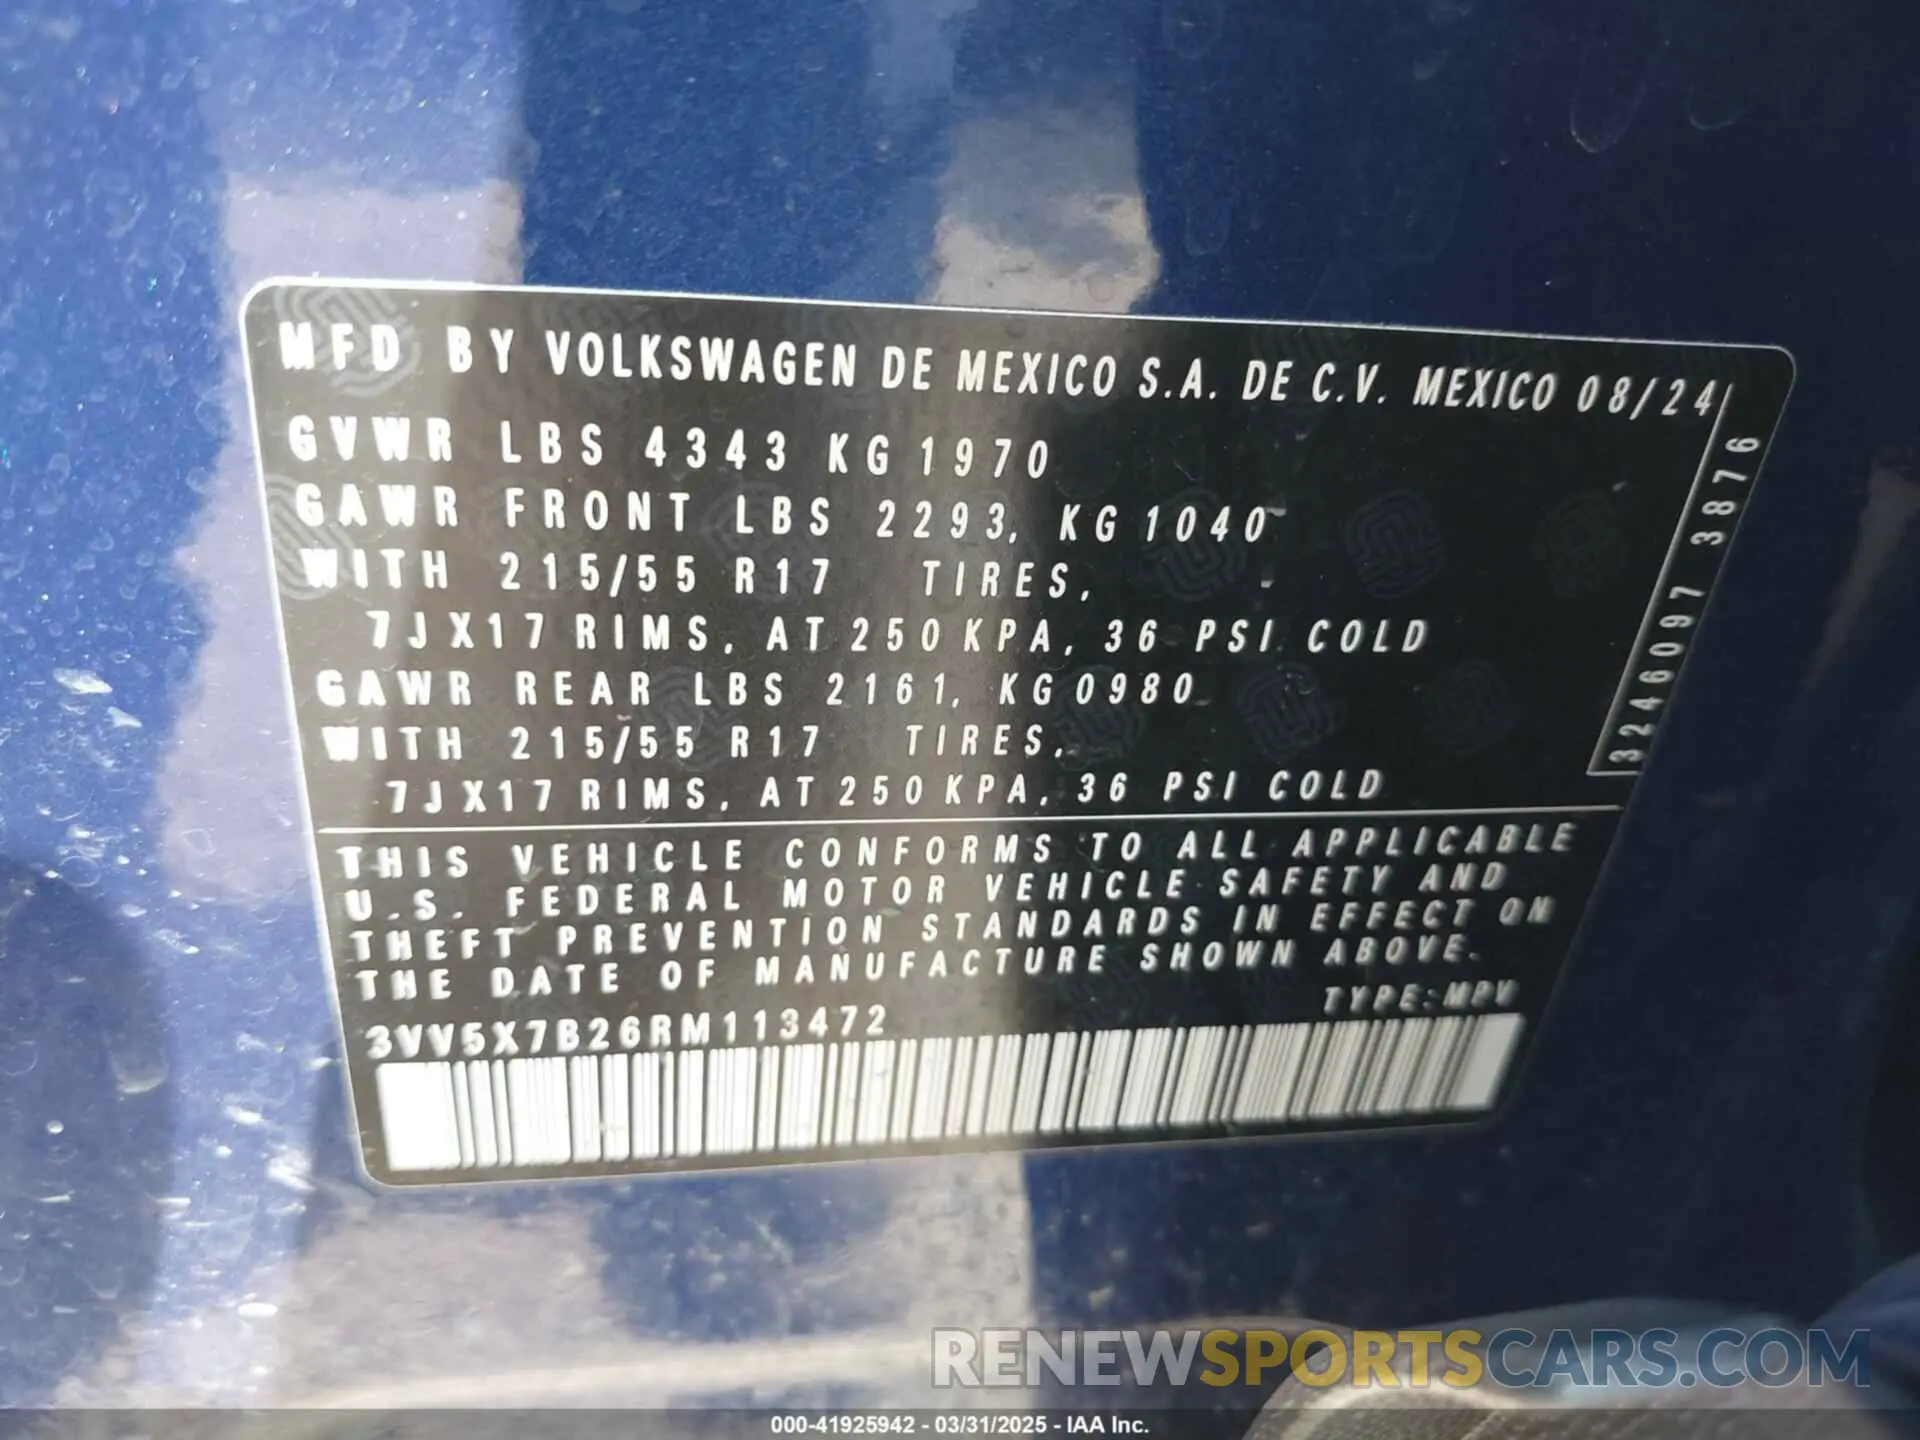 MFD BY VOLKSWAGEN DE MEXICO S.A. DE C.V. MEXICO 08/24
GVWR LBS 4343 KG 1970
GAWR FRONT LBS 2293, KG 1040
WITH 215/55 R17 TIRES,
7JX17 RIMS, AT 250 KPA, 36 PSI COLD
GAWR REAR LBS 2161, KG 0980
WITH 215/55 R17 TIRES,
7JX17 RIMS, AT 250 KPA, 36 PSI COLD
3246097 3876
THIS VEHICLE CONFORMS TO ALL APPLICABLE
U.S. FEDERAL MOTOR VEHICLE SAFETY AND
THEFT PREVENTION STANDARDS IN EFFECT ON
THE DATE OF MANUFACTURE SHOWN ABOVE.
TYPE: MPV
3VV5X7B26RM113472
RENEWSPORTSCARS.COM
000-41925942 - 03/31/2025 - IAA Inc.